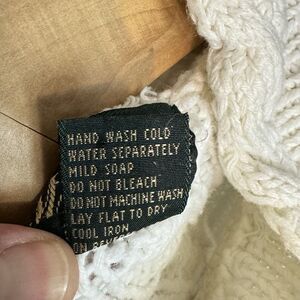 HAND WASH COLD
WATER SEPARATELY
MILD SOAP
DO NOT BLEACH
DO NOT MACHINE WASH
LAY FLAT TO DRY
COOL IRON
ON